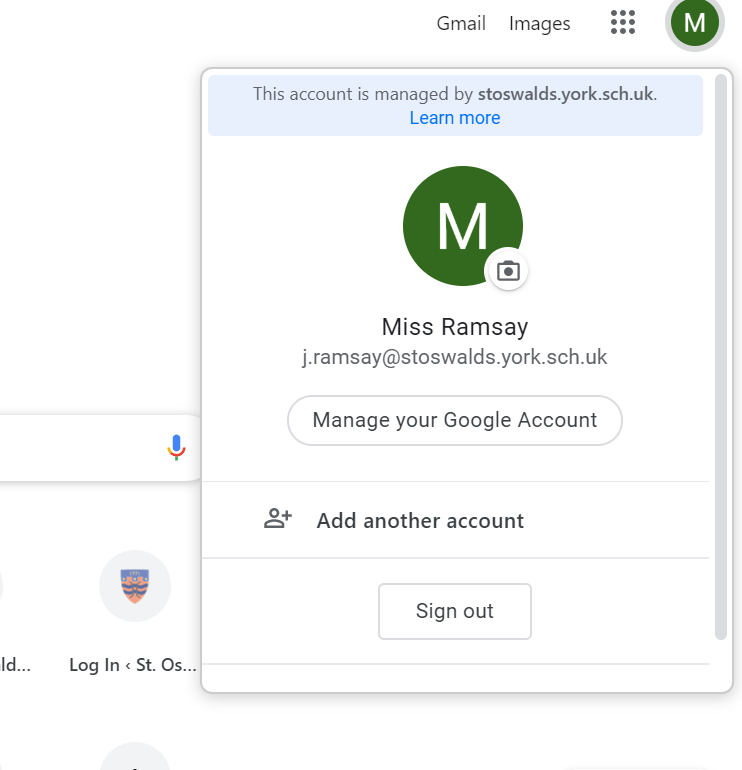 Gmail Images
M
This account is managed by stoswalds.york.sch.uk.
Learn more
M
Miss Ramsay
j.ramsay@stoswalds.york.sch.uk
Manage your Google Account
Add another account
Sign out
ld... Log In ‹ St. Os...